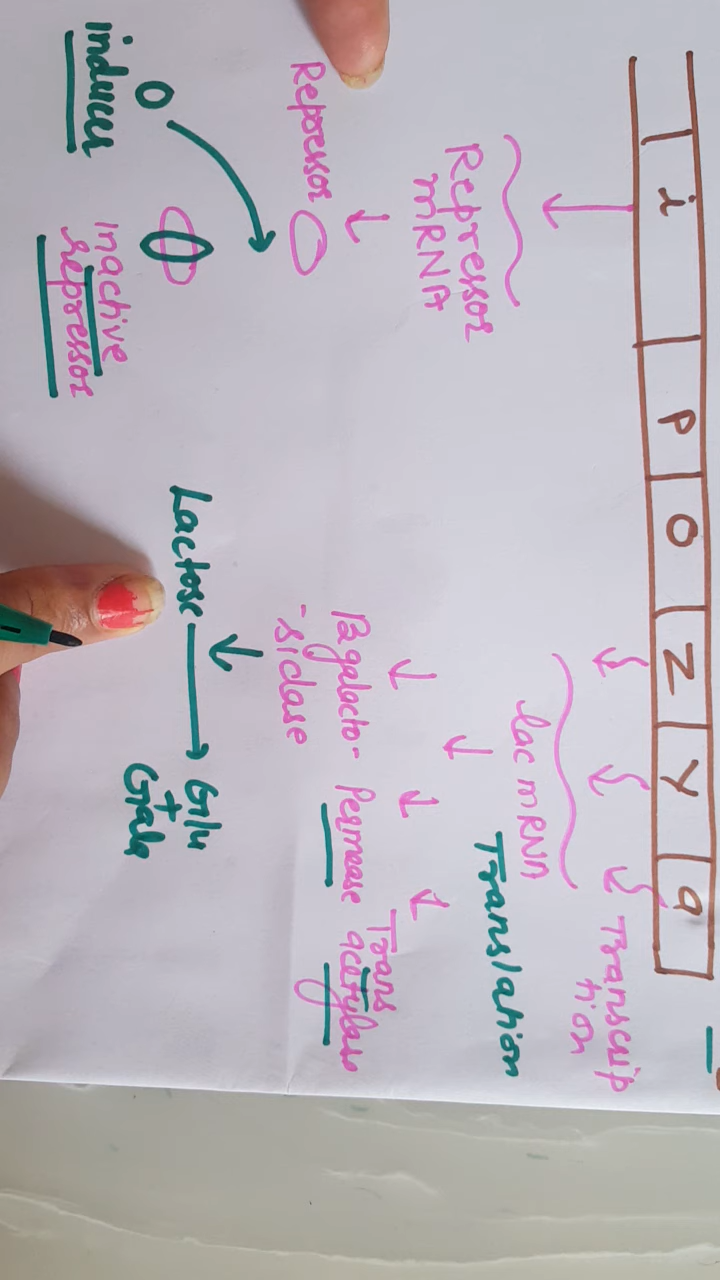 i P O Z Y a
Transcrip
tion
Repressor
mRNA
lac mRNA
Translation
Repressor
B galacto-
-sidase
Permease
Trans
acetylase
Lactose
Glu
+
Gala
inducer
Inactive
repressor